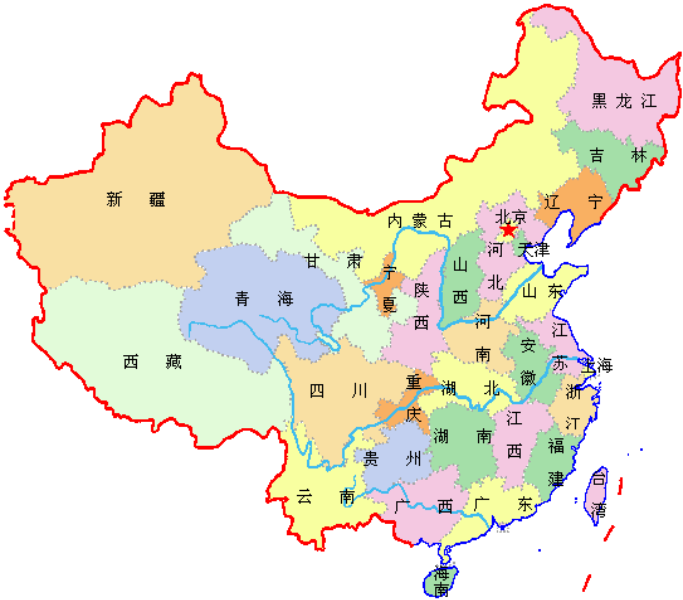 黑龙江
吉林
辽宁
新疆
内蒙古
北京
天津
河北
甘肃
宁夏
山西
陕西
山东
青海
河南
江苏
安徽
上海
西藏
四川
重庆
湖北
浙江
湖南
江西
福建
贵州
云南
广西
广东
台湾
海南